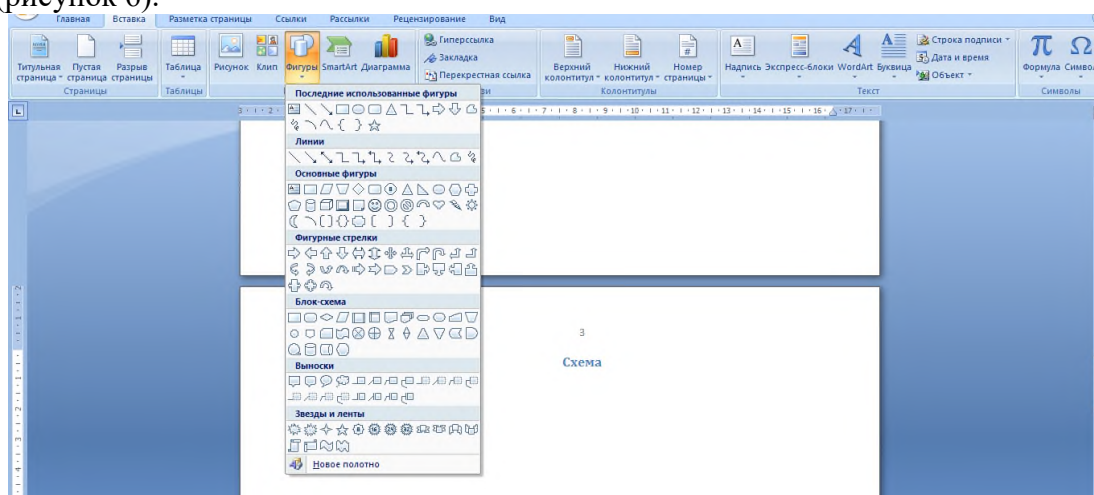 (рисунок 6).
Главная Вставка Разметка страницы Ссылки Рассылки Рецензирование Вид
Титульная страница Пустая страница Разрыв страницы
Страницы
Таблица
Таблицы
Рисунок Клип Фигуры SmartArt Диаграмма
Гиперссылка
Закладка
Перекрестная ссылка
Верхний колонтитул Нижний колонтитул Номер страницы
Колонтитулы
Надпись Экспресс-блоки WordArt Буквица
Строка подписи
Дата и время
Объект
Текст
Формула Симво
Символы
Последние использованные фигуры
Линии
Основные фигуры
Фигурные стрелки
Блок-схема
Выноски
Звезды и ленты
Новое полотно
3
Схема